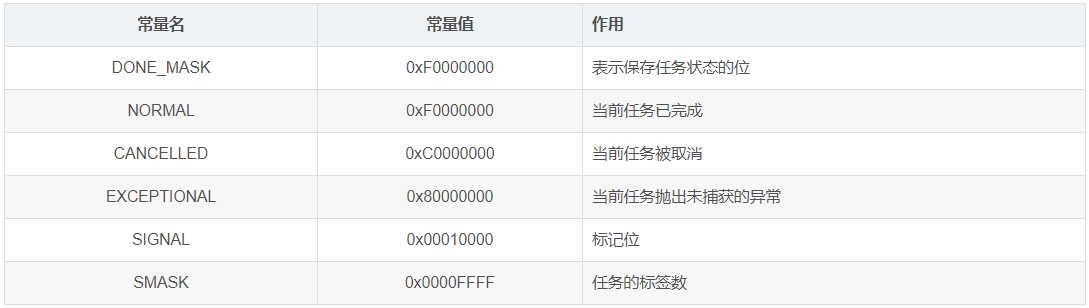 常量名 常量值 作用
DONE_MASK 0xF0000000 表示保存任务状态的位
NORMAL 0xF0000000 当前任务已完成
CANCELLED 0xC0000000 当前任务被取消
EXCEPTIONAL 0x80000000 当前任务抛出未捕获的异常
SIGNAL 0x00010000 标记位
SMASK 0x0000FFFF 任务的标签数